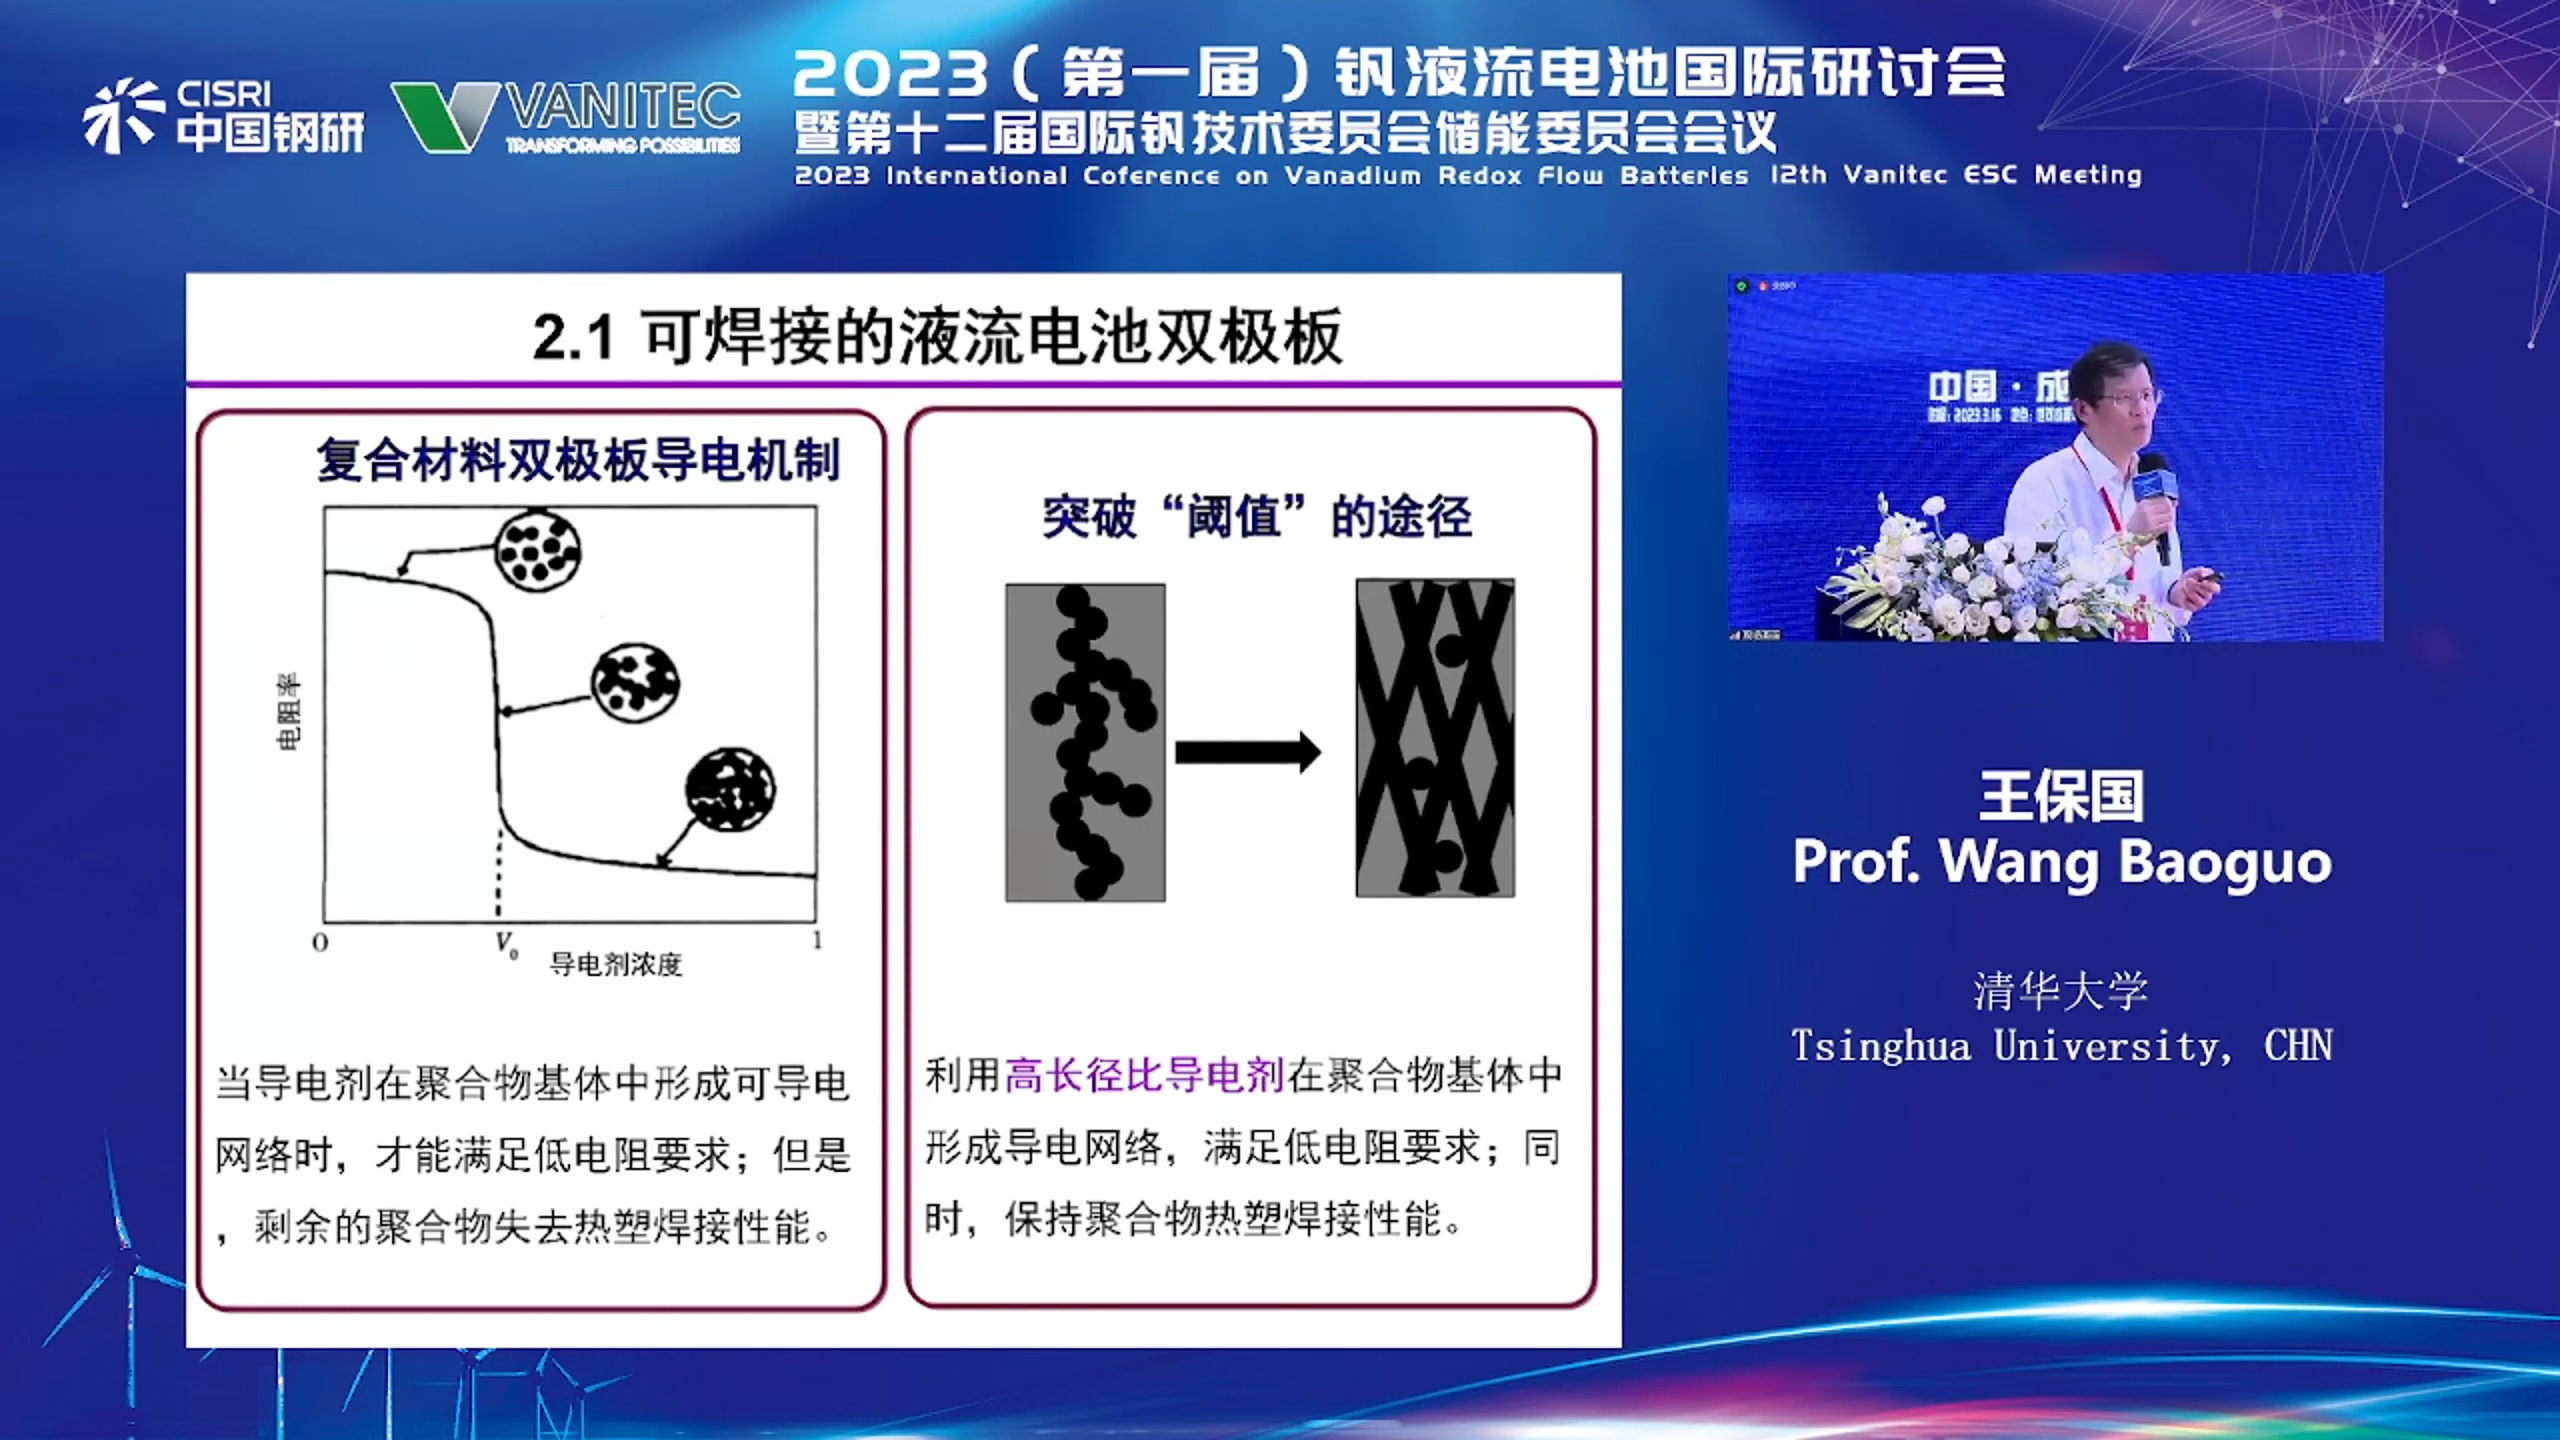 CISRI
中国钢研
VANITEC
TRANSFORMING POSSIBILITIES
2023（第一届）钒液流电池国际研讨会
暨第十二届国际钒技术委员会储能委员会会议
2023 International Coference on Vanadium Redox Flow Batteries 12th Vanitec ESC Meeting
2.1 可焊接的液流电池双极板
复合材料双极板导电机制
电阻率
0
V₀
1
导电剂浓度
当导电剂在聚合物基体中形成可导电
网络时，才能满足低电阻要求；但是
，剩余的聚合物失去热塑焊接性能。
突破“阈值”的途径
利用高长径比导电剂在聚合物基体中
形成导电网络，满足低电阻要求；同
时，保持聚合物热塑焊接性能。
中国·成
2023.3.16
王保国
Prof. Wang Baoguo
清华大学
Tsinghua University, CHN